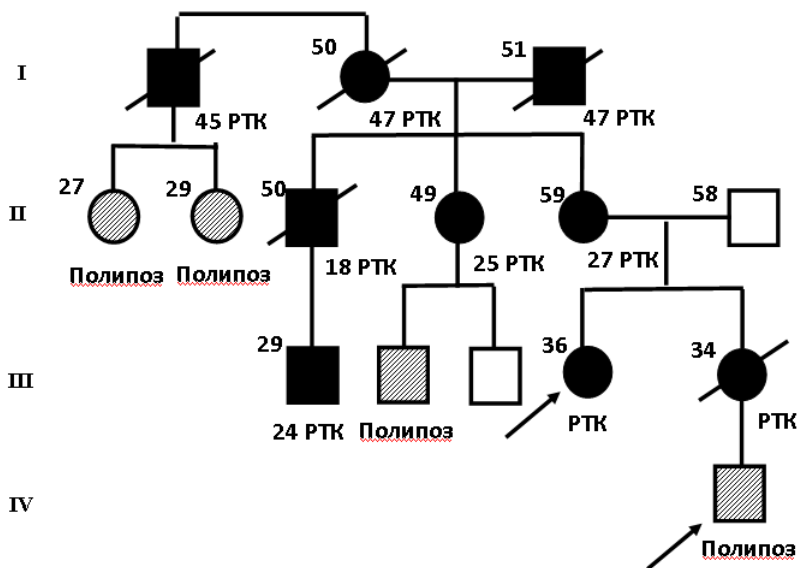 50
51
I
45 РТК
47 РТК
47 РТК
27
29
50
49
59
58
II
Полипоз
Полипоз
18 РТК
25 РТК
27 РТК
29
36
34
III
24 РТК
Полипоз
РТК
РТК
IV
Полипоз